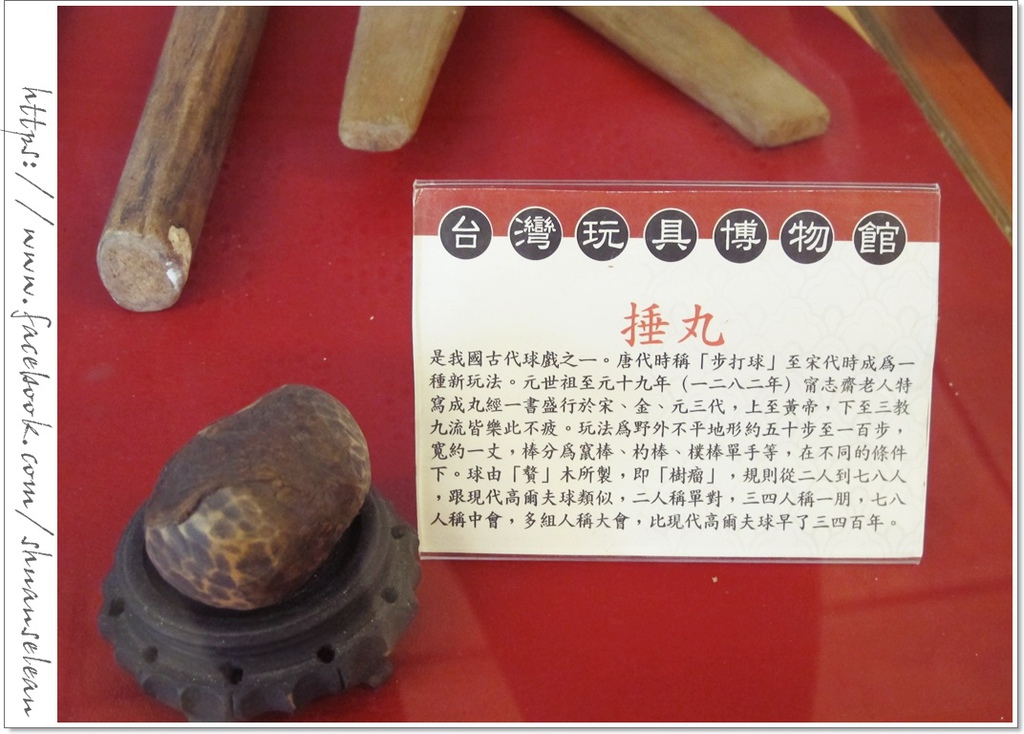 台灣玩具博物館
捶丸
是我國古代球戲之一。唐代時稱「步打球」至宋代時成為一
種新玩法。元世祖至元十九年（一二八二年）甯志齋老人特
寫成丸經一書盛行於宋、金、元三代，上至黃帝，下至三教
九流皆樂此不疲。玩法為野外不平地形約五十步至一百步，
寬約一丈，棒分為竄棒、杓棒、樸棒單手等，在不同的條件
下。球由「贅」木所製，即「樹瘤」，規則從二人到七八人
，跟現代高爾夫球類似，二人稱單對，三四人稱一朋，七八
人稱中會，多組人稱大會，比現代高爾夫球早了三四百年。
https://www.facebook.com/shuanselean